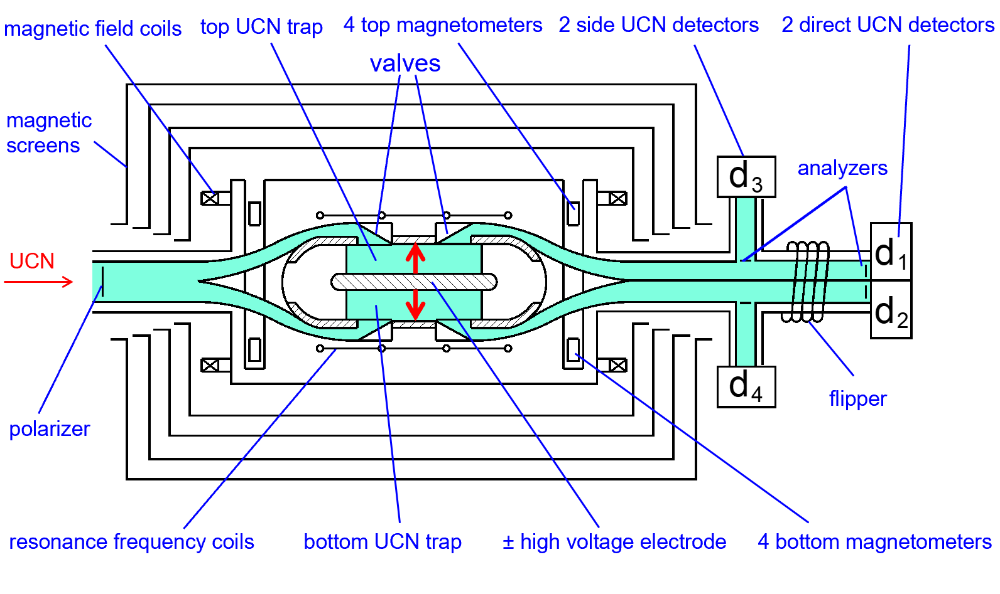 magnetic field coils
top UCN trap
4 top magnetometers
2 side UCN detectors
2 direct UCN detectors
valves
magnetic
screens
analyzers
d3
UCN
d1
d2
d4
flipper
polarizer
resonance frequency coils
bottom UCN trap
± high voltage electrode
4 bottom magnetometers